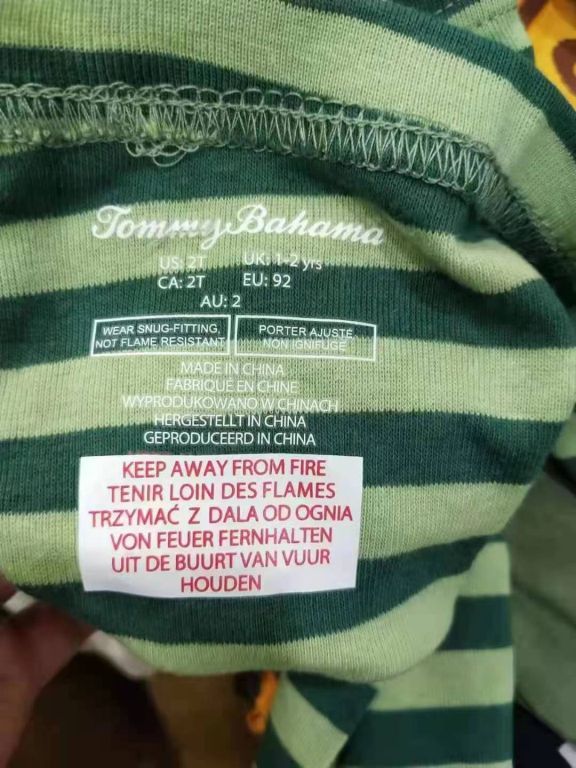 Tommy Bahama
US: 2T UK: 1-2 yrs
CA: 2T EU: 92
AU: 2
WEAR SNUG-FITTING, NOT FLAME RESISTANT
PORTER AJUSTÉ, NON IGNIFUGE
MADE IN CHINA
FABRIQUÉ EN CHINE
WYPRODUKOWANO W CHINACH
HERGESTELLT IN CHINA
GEPRODUCEERD IN CHINA
KEEP AWAY FROM FIRE
TENIR LOIN DES FLAMES
TRZYMAĆ Z DALA OD OGNIA
VON FEUER FERNHALTEN
UIT DE BUURT VAN VUUR
HOUDEN